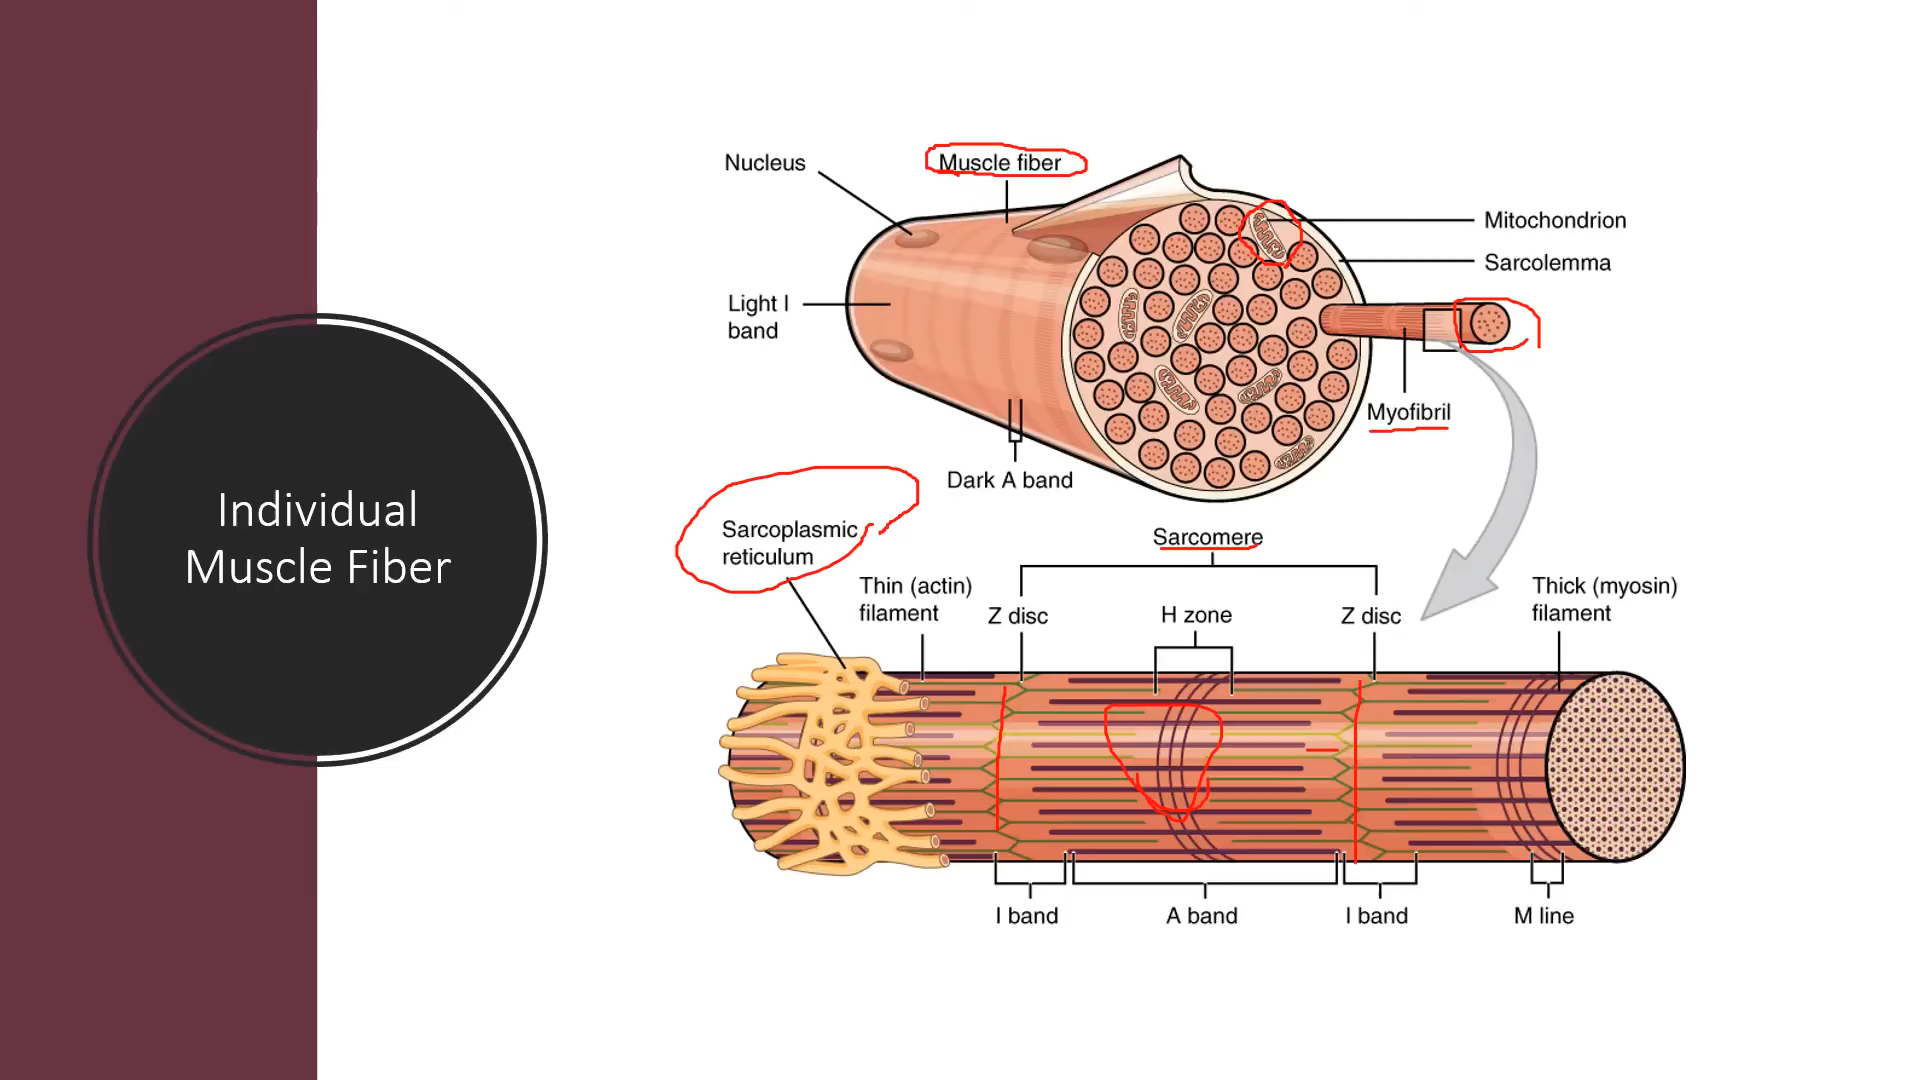 Individual
Muscle Fiber
Nucleus
Muscle fiber
Mitochondrion
Sarcolemma
Light I
band
Myofibril
Dark A band
Sarcoplasmic
reticulum
Sarcomere
Thin (actin)
filament
Z disc
H zone
Z disc
Thick (myosin)
filament
I band
A band
I band
M line